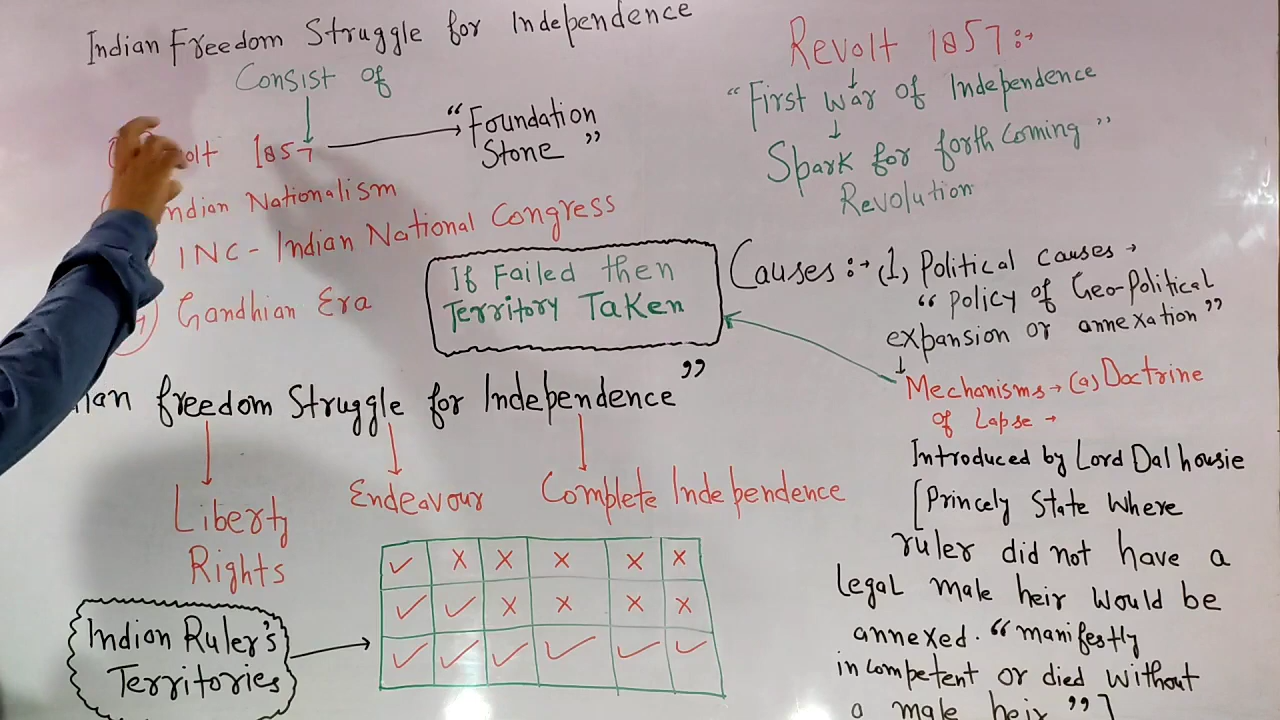 Indian Freedom Struggle for Independence
Consist of
1857
"Foundation
Stone"
Indian Nationalism
INC - Indian National Congress
Gandhian Era
If Failed then
Territory Taken
freedom Struggle for Independence"
Liberty
Rights
Endeavour
Complete Independence
Indian Ruler's
Territories
✓ X X X X X
✓ ✓ X X X X
✓ ✓ ✓ ✓ ✓ ✓
Revolt 1857:-
"First war of Independence
Spark for forth coming"
Revolution
Causes:- (1) Political causes -
"policy of Geo-Political
expansion or annexation"
Mechanisms - (a) Doctrine
of Lapse -
Introduced by Lord Dalhousie
[Princely State Where
ruler did not have a
legal male heir would be
annexed. "manifestly
incompetent or died without
a male heir"]